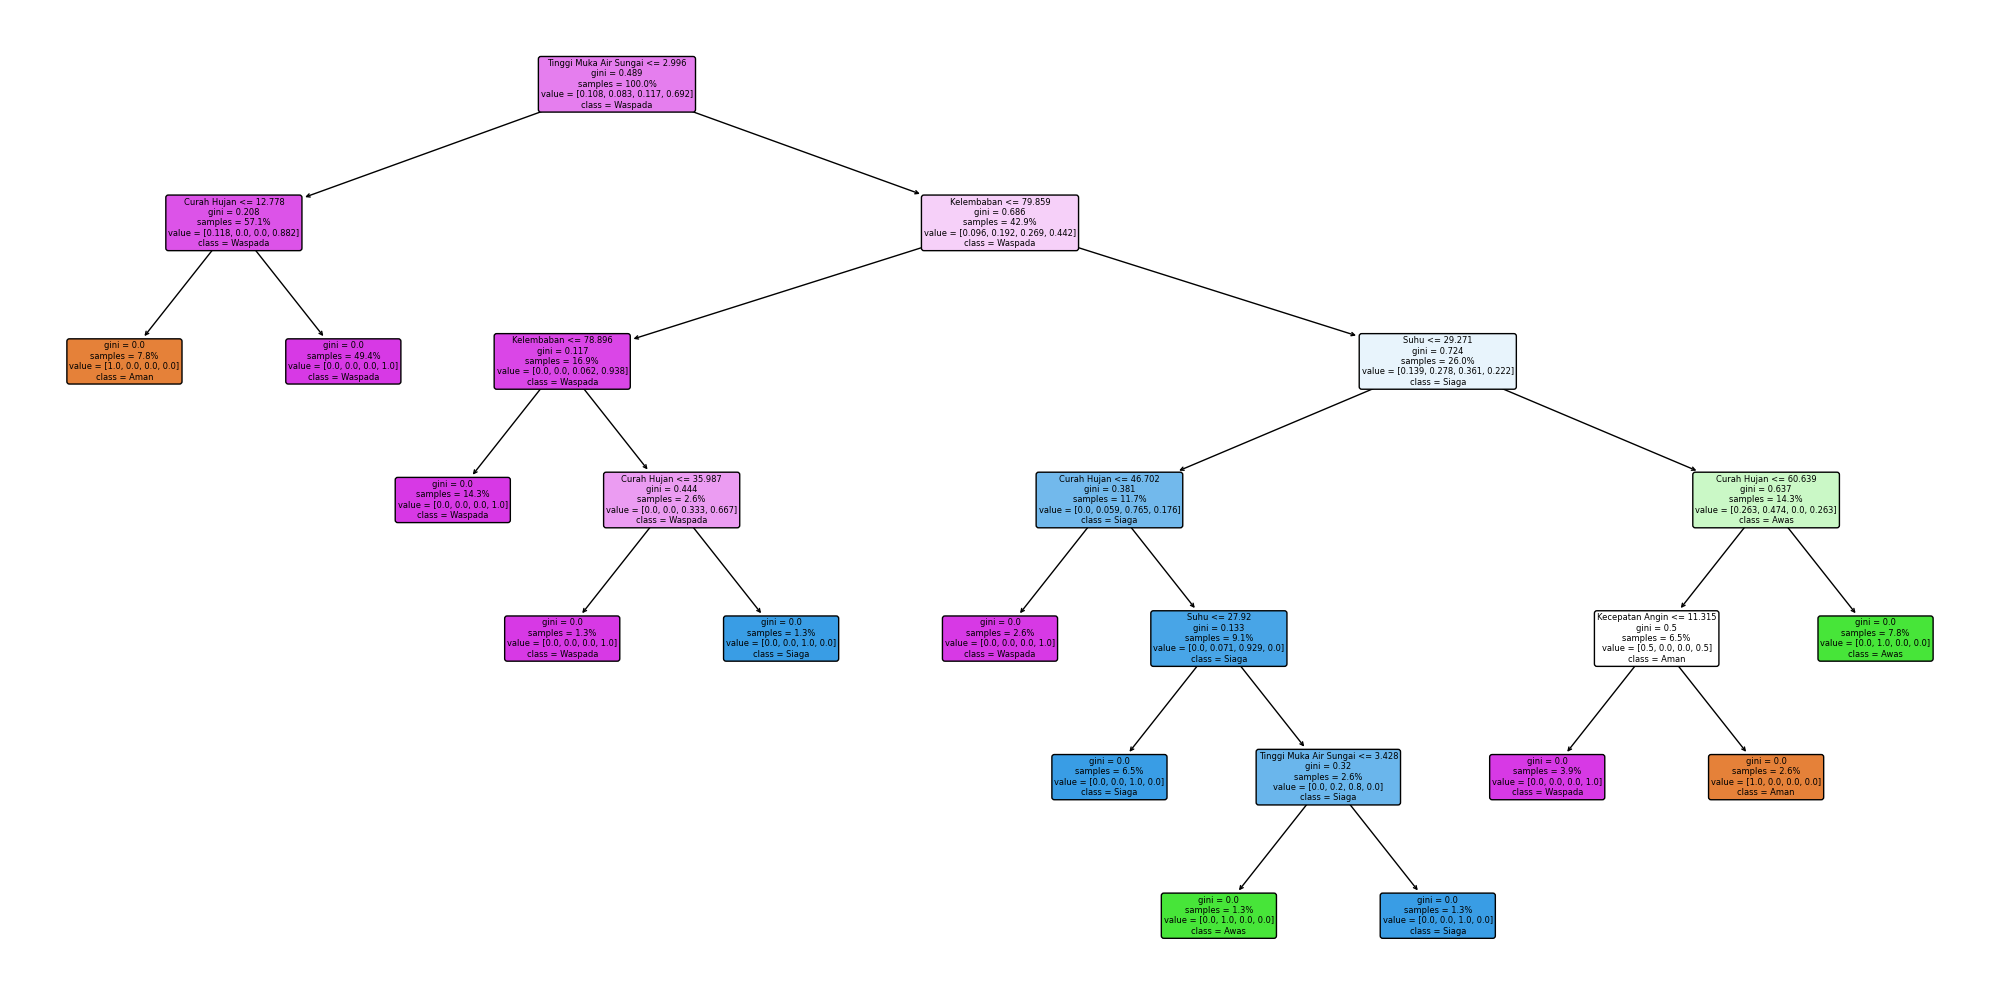 Tinggi Muka Air Sungai <= 2.996
gini = 0.489
samples = 100.0%
value = [0.108, 0.083, 0.117, 0.692]
class = Waspada
Curah Hujan <= 12.778
gini = 0.208
samples = 57.1%
value = [0.118, 0.0, 0.0, 0.882]
class = Waspada
Kelembaban <= 79.859
gini = 0.686
samples = 42.9%
value = [0.096, 0.192, 0.269, 0.442]
class = Waspada
gini = 0.0
samples = 7.8%
value = [1.0, 0.0, 0.0, 0.0]
class = Aman
gini = 0.0
samples = 49.4%
value = [0.0, 0.0, 0.0, 1.0]
class = Waspada
Kelembaban <= 78.896
gini = 0.117
samples = 16.9%
value = [0.0, 0.0, 0.062, 0.938]
class = Waspada
Suhu <= 29.271
gini = 0.724
samples = 26.0%
value = [0.139, 0.278, 0.361, 0.222]
class = Siaga
gini = 0.0
samples = 14.3%
value = [0.0, 0.0, 0.0, 1.0]
class = Waspada
Curah Hujan <= 35.987
gini = 0.444
samples = 2.6%
value = [0.0, 0.0, 0.333, 0.667]
class = Waspada
Curah Hujan <= 46.702
gini = 0.381
samples = 11.7%
value = [0.0, 0.059, 0.765, 0.176]
class = Siaga
Curah Hujan <= 60.639
gini = 0.637
samples = 14.3%
value = [0.263, 0.474, 0.0, 0.263]
class = Awas
gini = 0.0
samples = 1.3%
value = [0.0, 0.0, 0.0, 1.0]
class = Waspada
gini = 0.0
samples = 1.3%
value = [0.0, 0.0, 1.0, 0.0]
class = Siaga
gini = 0.0
samples = 2.6%
value = [0.0, 0.0, 0.0, 1.0]
class = Waspada
Suhu <= 27.92
gini = 0.133
samples = 9.1%
value = [0.0, 0.071, 0.929, 0.0]
class = Siaga
Kecepatan Angin <= 11.315
gini = 0.5
samples = 6.5%
value = [0.5, 0.0, 0.0, 0.5]
class = Aman
gini = 0.0
samples = 7.8%
value = [0.0, 1.0, 0.0, 0.0]
class = Awas
gini = 0.0
samples = 6.5%
value = [0.0, 0.0, 1.0, 0.0]
class = Siaga
Tinggi Muka Air Sungai <= 3.428
gini = 0.32
samples = 2.6%
value = [0.0, 0.2, 0.8, 0.0]
class = Siaga
gini = 0.0
samples = 3.9%
value = [0.0, 0.0, 0.0, 1.0]
class = Waspada
gini = 0.0
samples = 2.6%
value = [1.0, 0.0, 0.0, 0.0]
class = Aman
gini = 0.0
samples = 1.3%
value = [0.0, 1.0, 0.0, 0.0]
class = Awas
gini = 0.0
samples = 1.3%
value = [0.0, 0.0, 1.0, 0.0]
class = Siaga